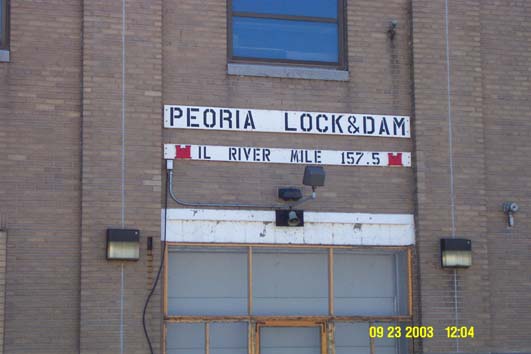 PEORIA LOCK&DAM
IL RIVER MILE 157.5
09 23 2003 12:04